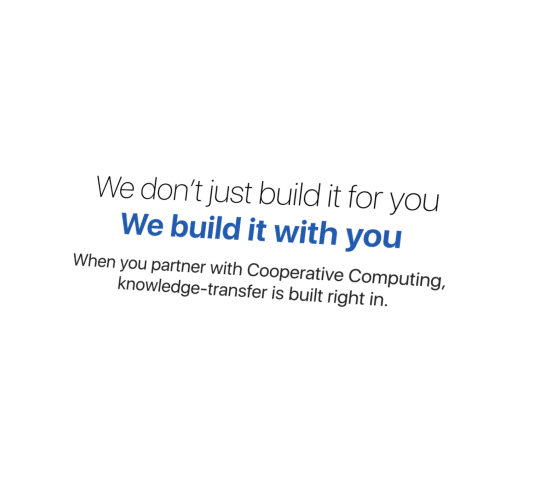 We don't just build it for you
We build it with you
When you partner with Cooperative Computing,
knowledge-transfer is built right in.